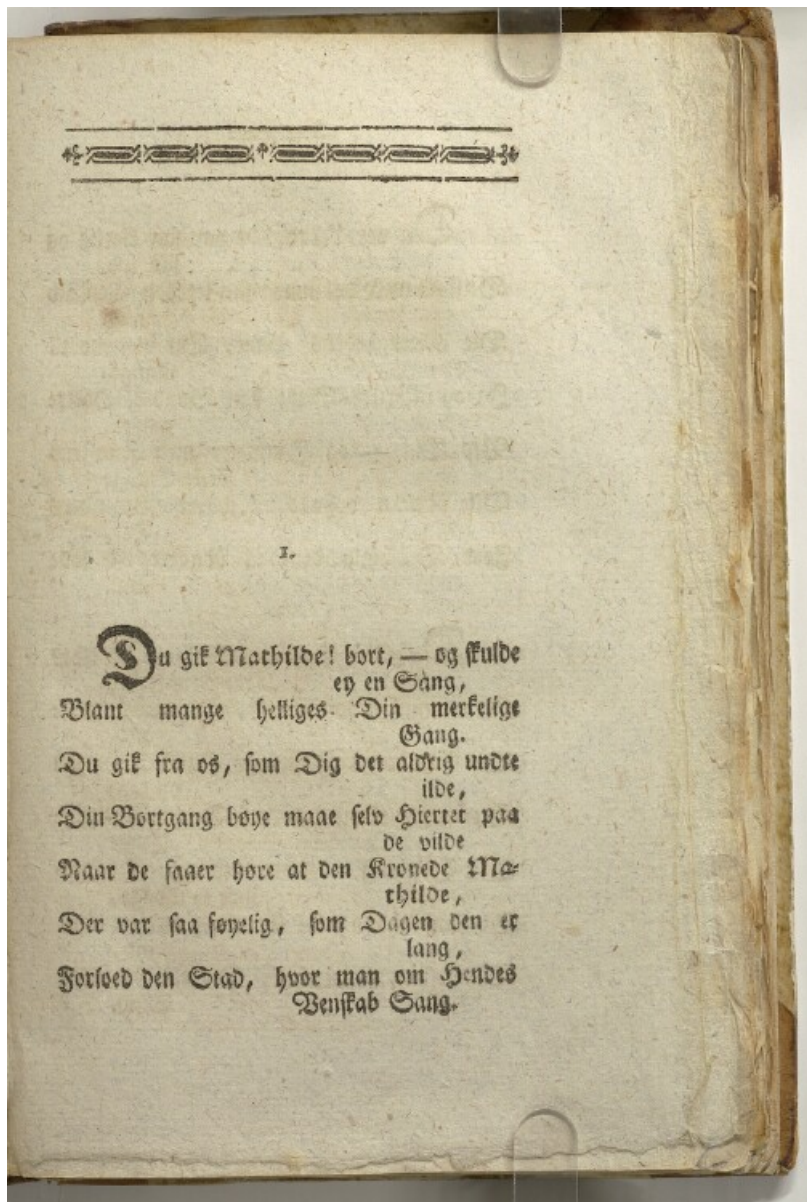 1.
Du gik Mathilde! bort, — og skulde
ey en Sang,
Blant mange helliges Din merkelige
Gang.
Du gik fra os, som Dig det aldrig undte
ilde,
Din Bortgang bøye maae selv Hiertet paa
de vilde
Naar de faaer høre at den Kronede Ma-
thilde,
Der var saa føyelig, som Dagen den er
lang,
Forloed den Stad, hvor man om Hendes
Venskab Sang.